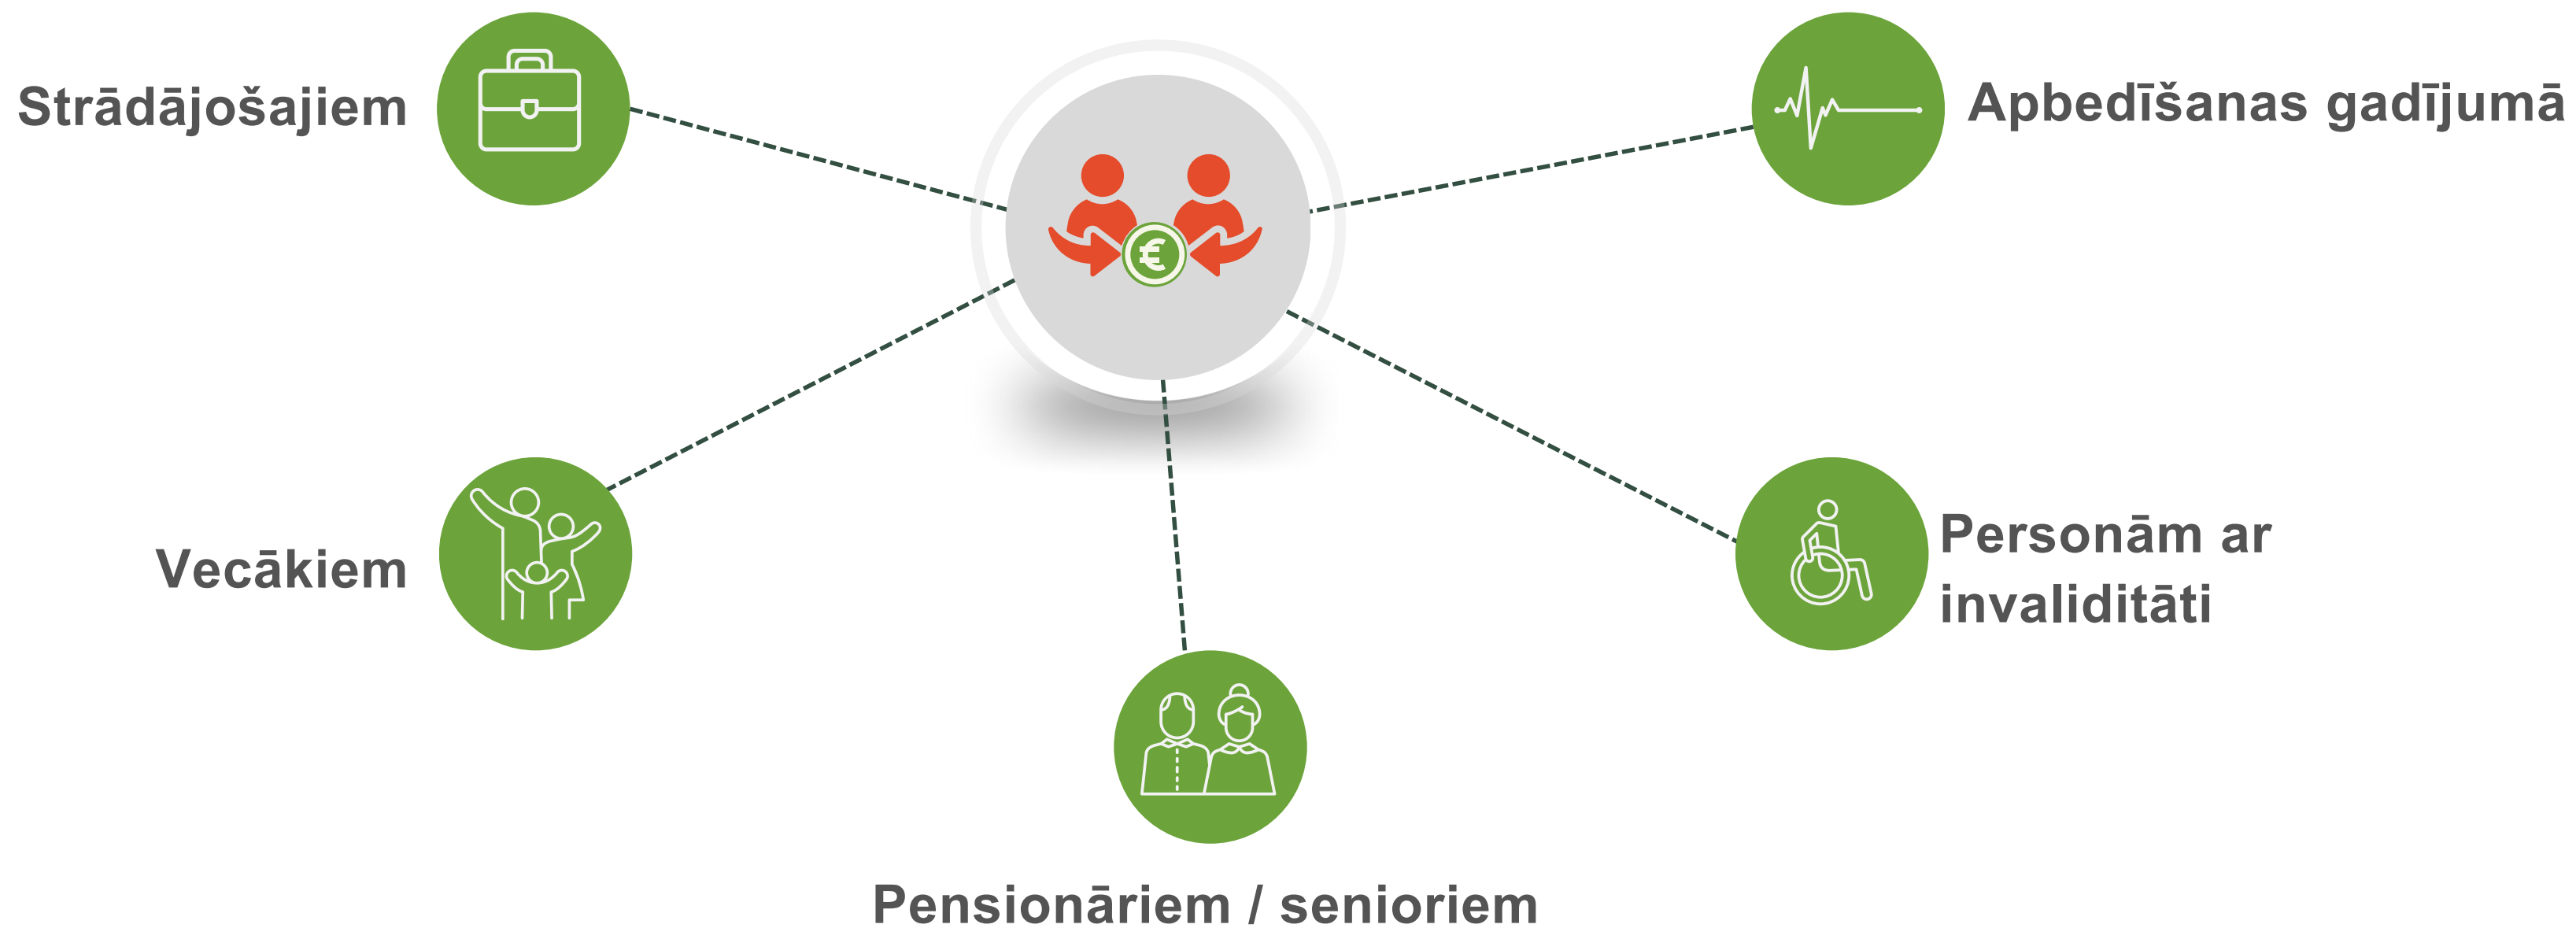 Strādājošajiem
Apbedīšanas gadījumā
Vecākiem
Personām ar
invaliditāti
Pensionāriem / senioriem
€